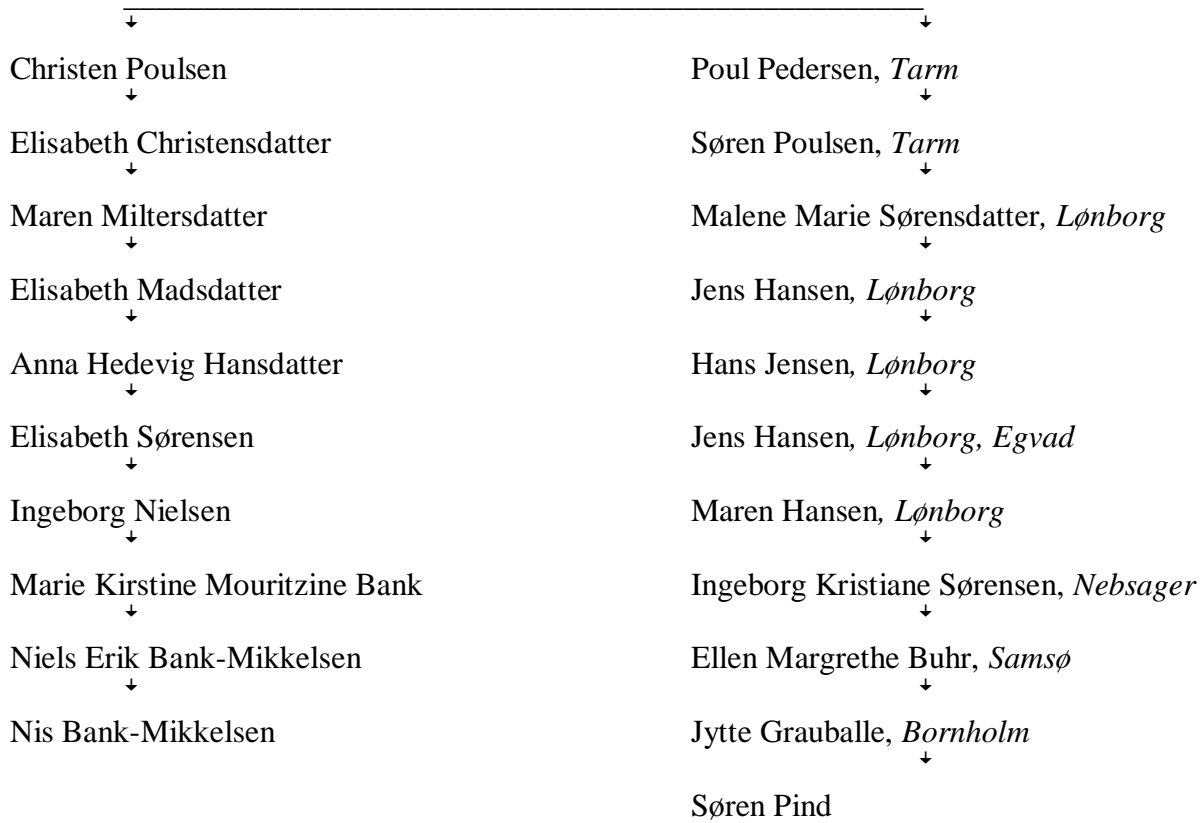 Christen Poulsen Poul Pedersen, Tarm
Elisabeth Christensdatter Søren Poulsen, Tarm
Maren Miltersdatter Malene Marie Sørensdatter, Lønborg
Elisabeth Madsdatter Jens Hansen, Lønborg
Anna Hedevig Hansdatter Hans Jensen, Lønborg
Elisabeth Sørensen Jens Hansen, Lønborg, Egvad
Ingeborg Nielsen Maren Hansen, Lønborg
Marie Kirstine Mouritzine Bank Ingeborg Kristiane Sørensen, Nebsager
Niels Erik Bank-Mikkelsen Ellen Margrethe Buhr, Samsø
Nis Bank-Mikkelsen Jytte Grauballe, Bornholm
Søren Pind